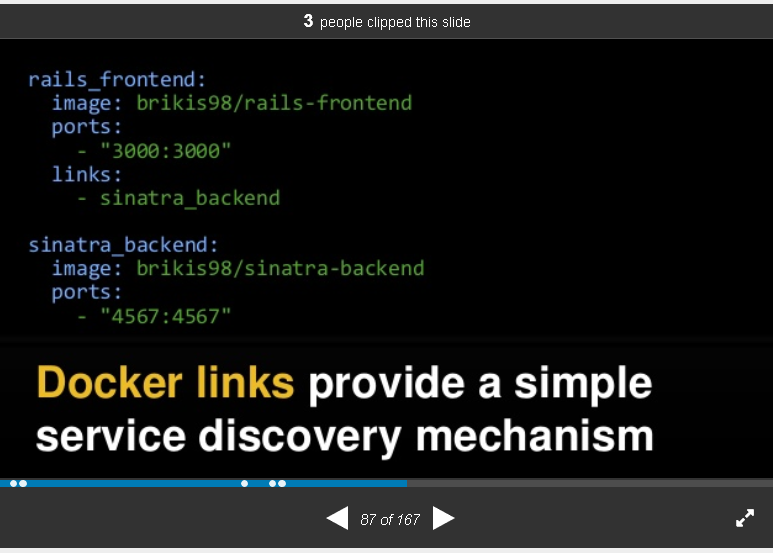 3 people clipped this slide
rails_frontend:
  image: brikis98/rails-frontend
  ports:
    - "3000:3000"
  links:
    - sinatra_backend
sinatra_backend:
  image: brikis98/sinatra-backend
  ports:
    - "4567:4567"
Docker links provide a simple
service discovery mechanism
87 of 167